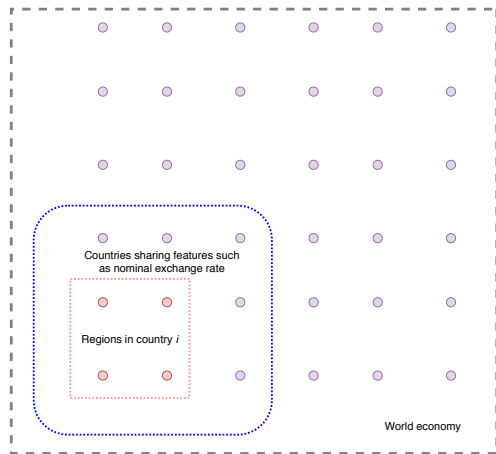 Countries sharing features such
as nominal exchange rate
Regions in country i
World economy